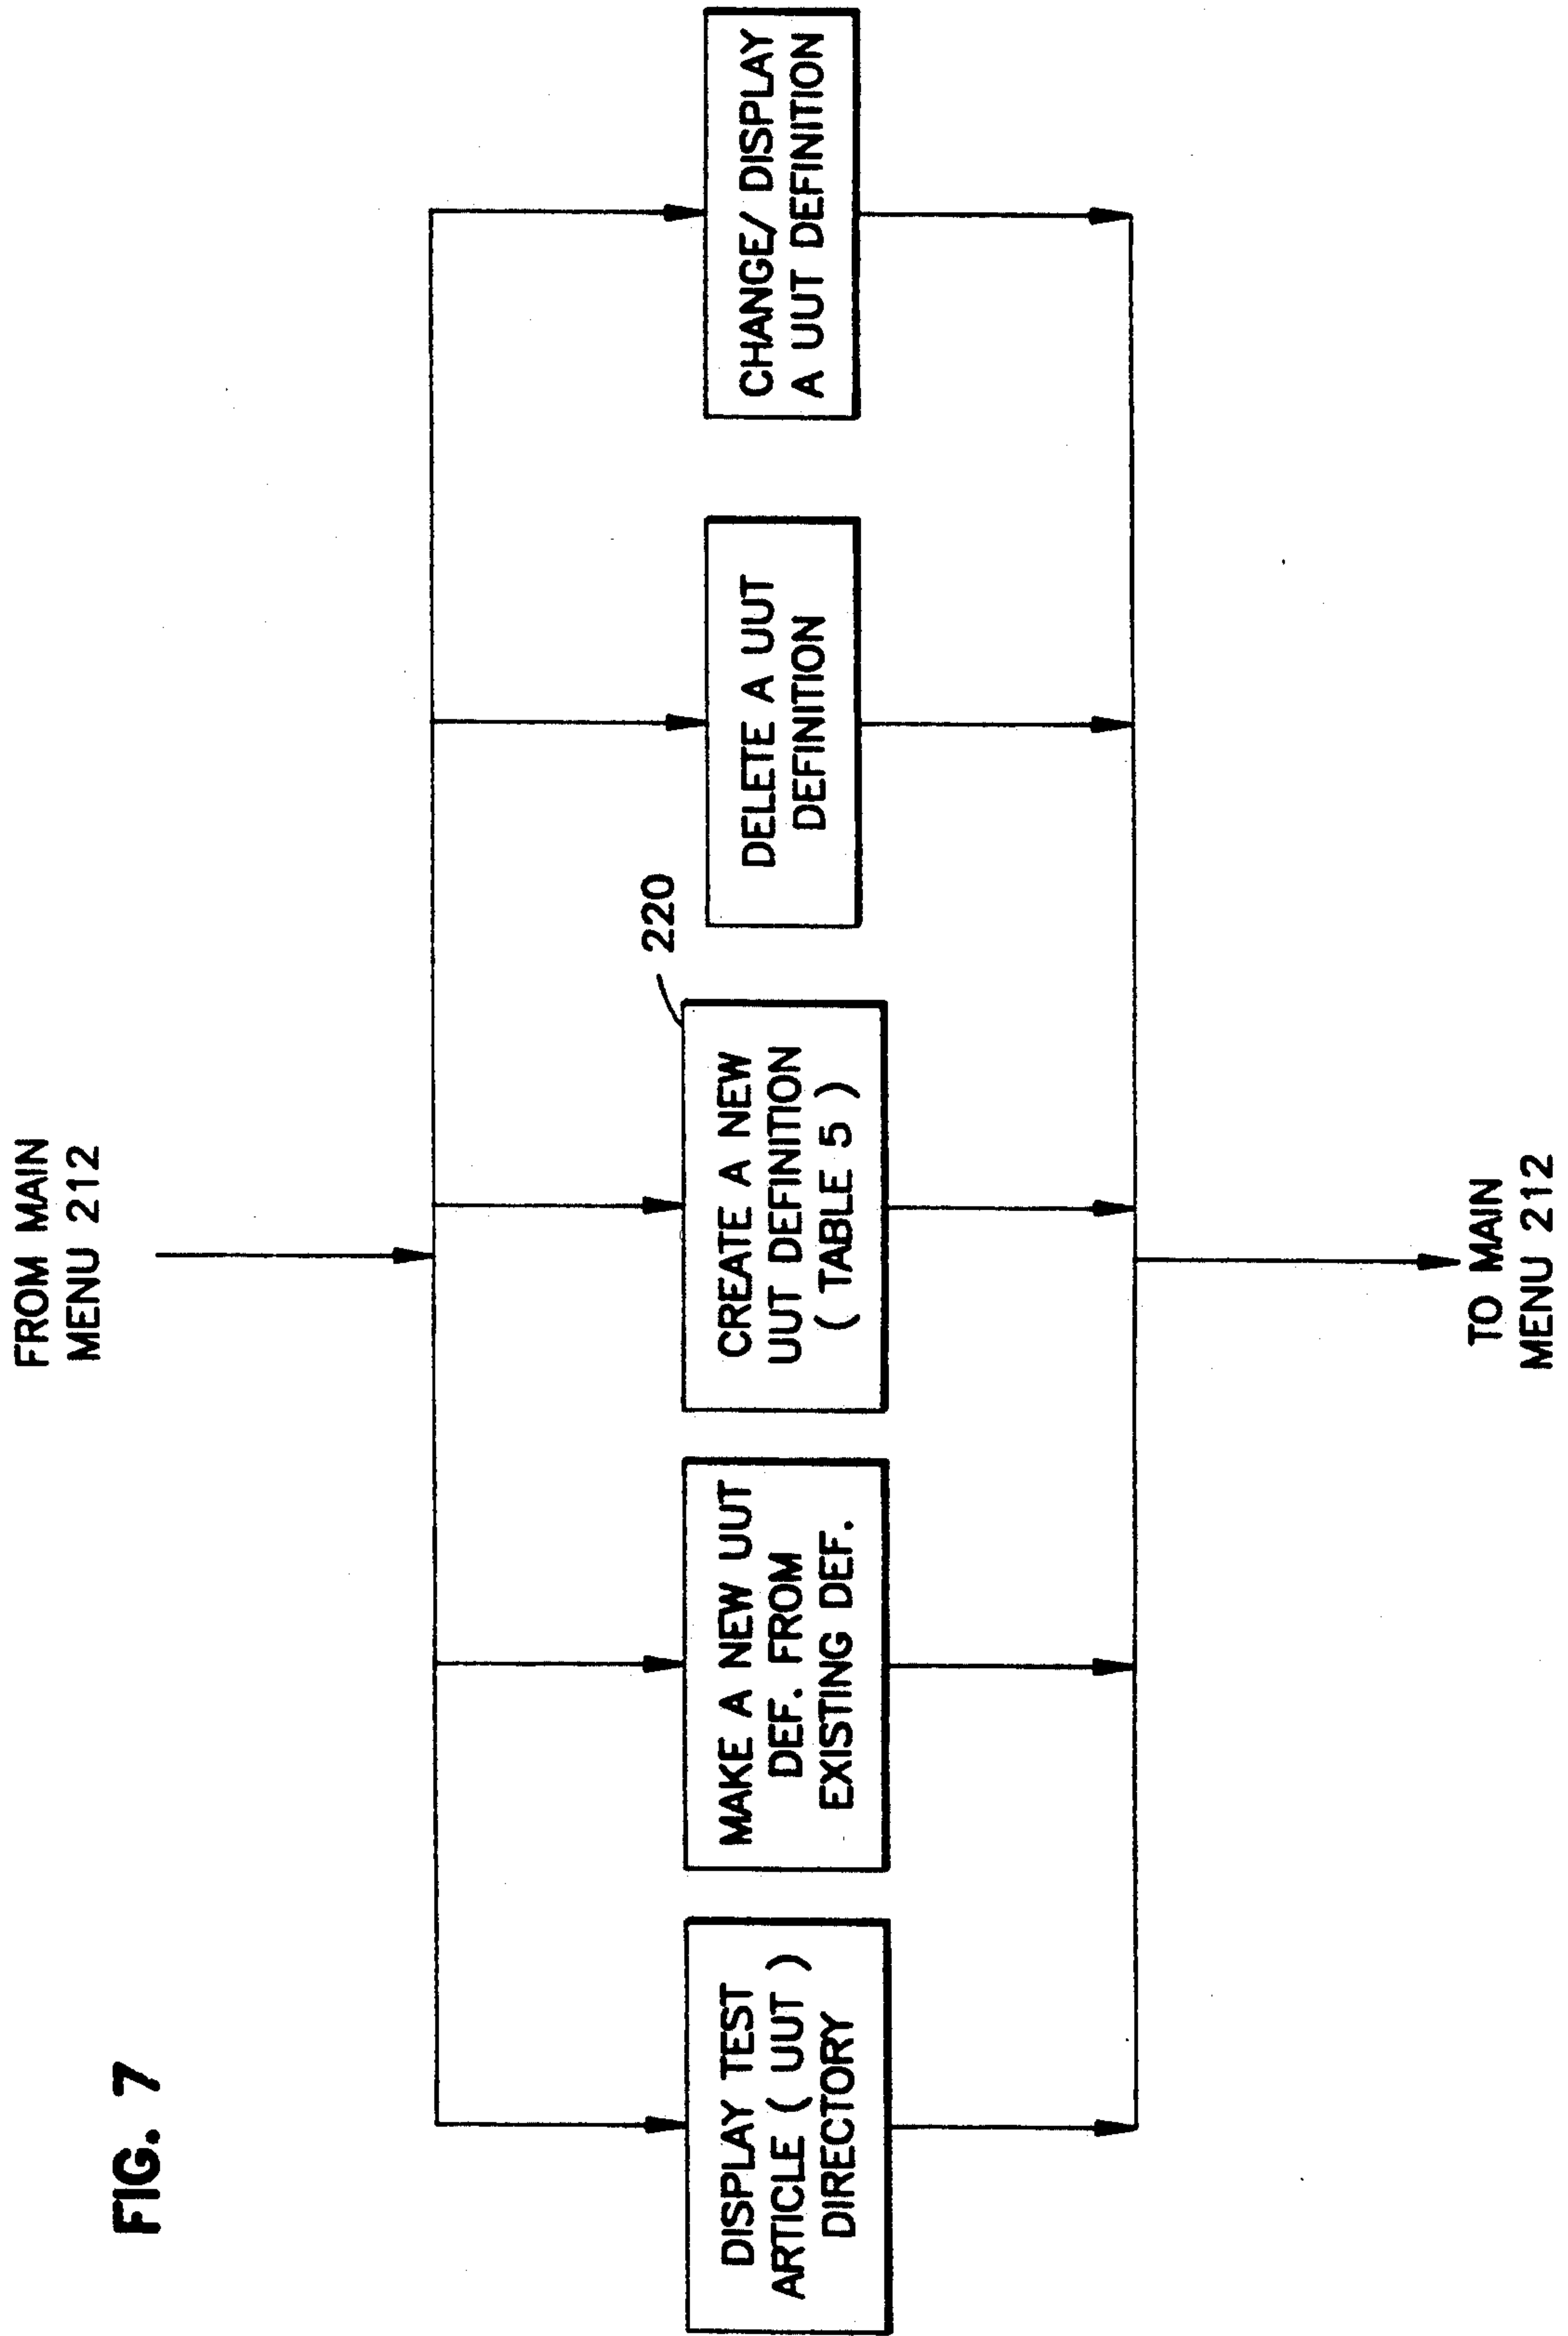 FIG. 7
FROM MAIN
MENU 212
DISPLAY TEST
ARTICLE ( UUT )
DIRECTORY
MAKE A NEW UUT
DEF. FROM
EXISTING DEF.
220
CREATE A NEW
UUT DEFINITION
( TABLE 5 )
DELETE A UUT
DEFINITION
CHANGE/ DISPLAY
A UUT DEFINITION
TO MAIN
MENU 212